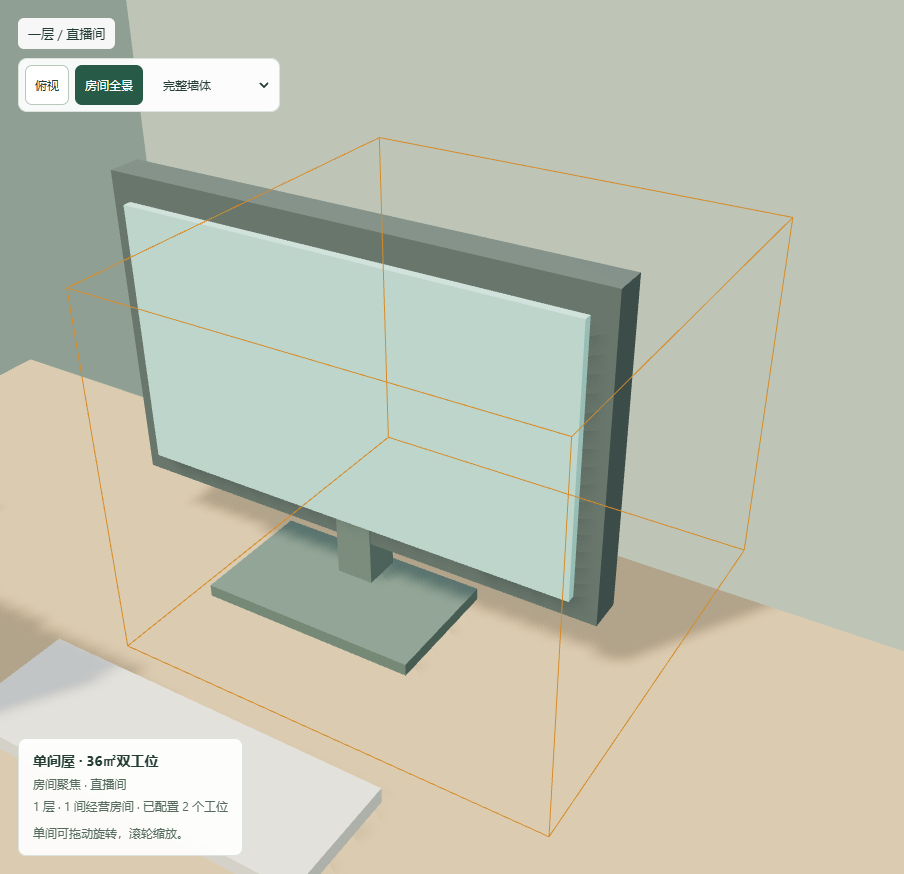 一层 / 直播间
俯视 房间全景 完整墙体
单间屋 · 36㎡双工位
房间聚焦 · 直播间
1 层 · 1 间经营房间 · 已配置 2 个工位
单间可拖动旋转，滚轮缩放。